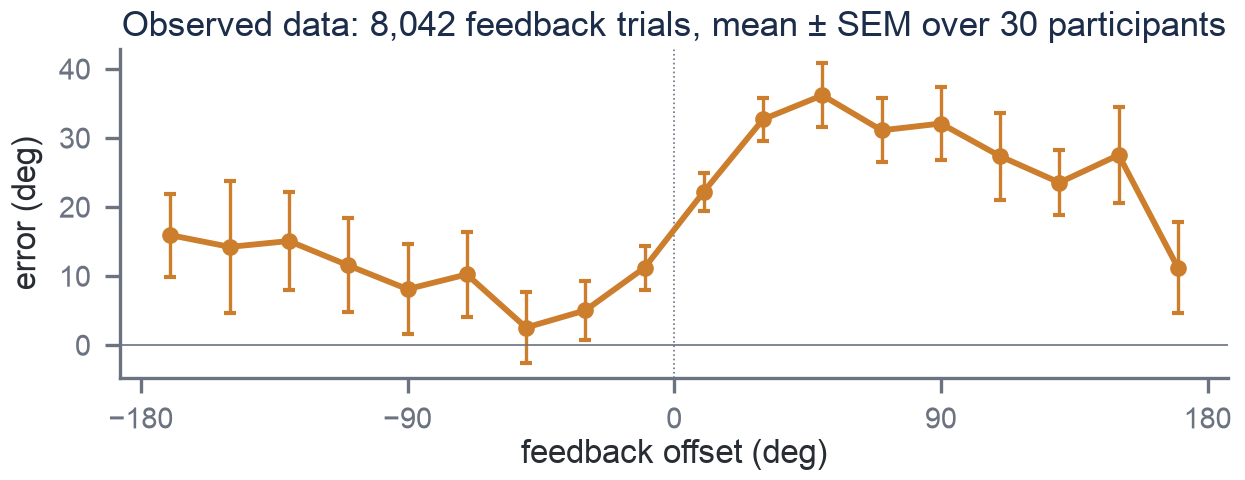 Observed data: 8,042 feedback trials, mean ± SEM over 30 participants
error (deg)
40
30
20
10
0
−180 −90 0 90 180
feedback offset (deg)